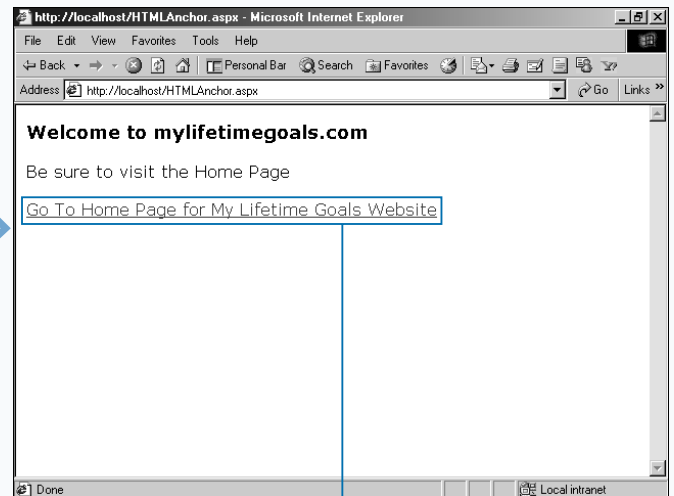 http://localhost/HTMLAnchor.aspx - Microsoft Internet Explorer
File Edit View Favorites Tools Help
Back Personal Bar Search Favorites
Address http://localhost/HTMLAnchor.aspx Go Links »
Welcome to mylifetimegoals.com
Be sure to visit the Home Page
Go To Home Page for My Lifetime Goals Website
Done Local intranet